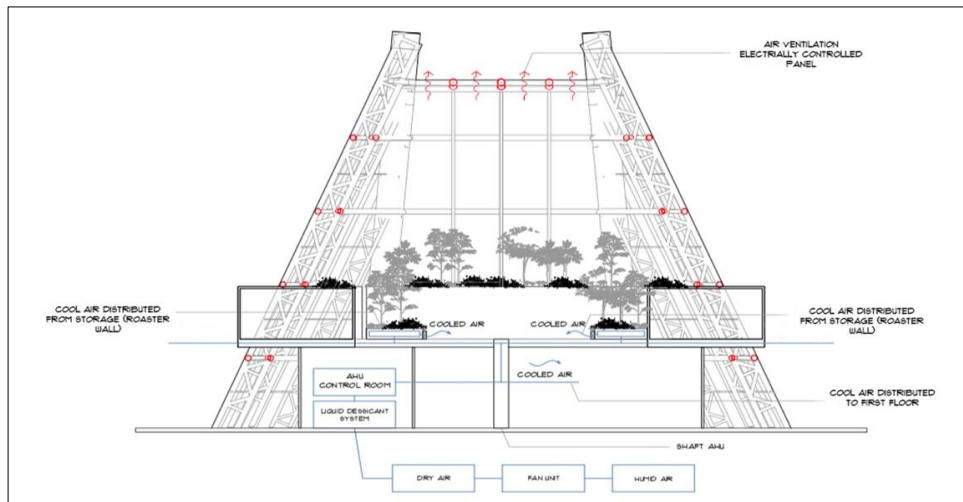 AIR VENTILATION
ELECTRIALLY CONTROLLED
PANEL
COOL AIR DISTRIBUTED
FROM STORAGE (ROASTER
WALL)
COOLED AIR
COOLED AIR
COOL AIR DISTRIBUTED
FROM STORAGE (ROASTER
WALL)
AHU
CONTROL ROOM
COOLED AIR
LIQUID DESSICANT
SYSTEM
COOL AIR DISTRIBUTED
TO FIRST FLOOR
SHAFT AHU
DRY AIR
FAN UNIT
HUMID AIR